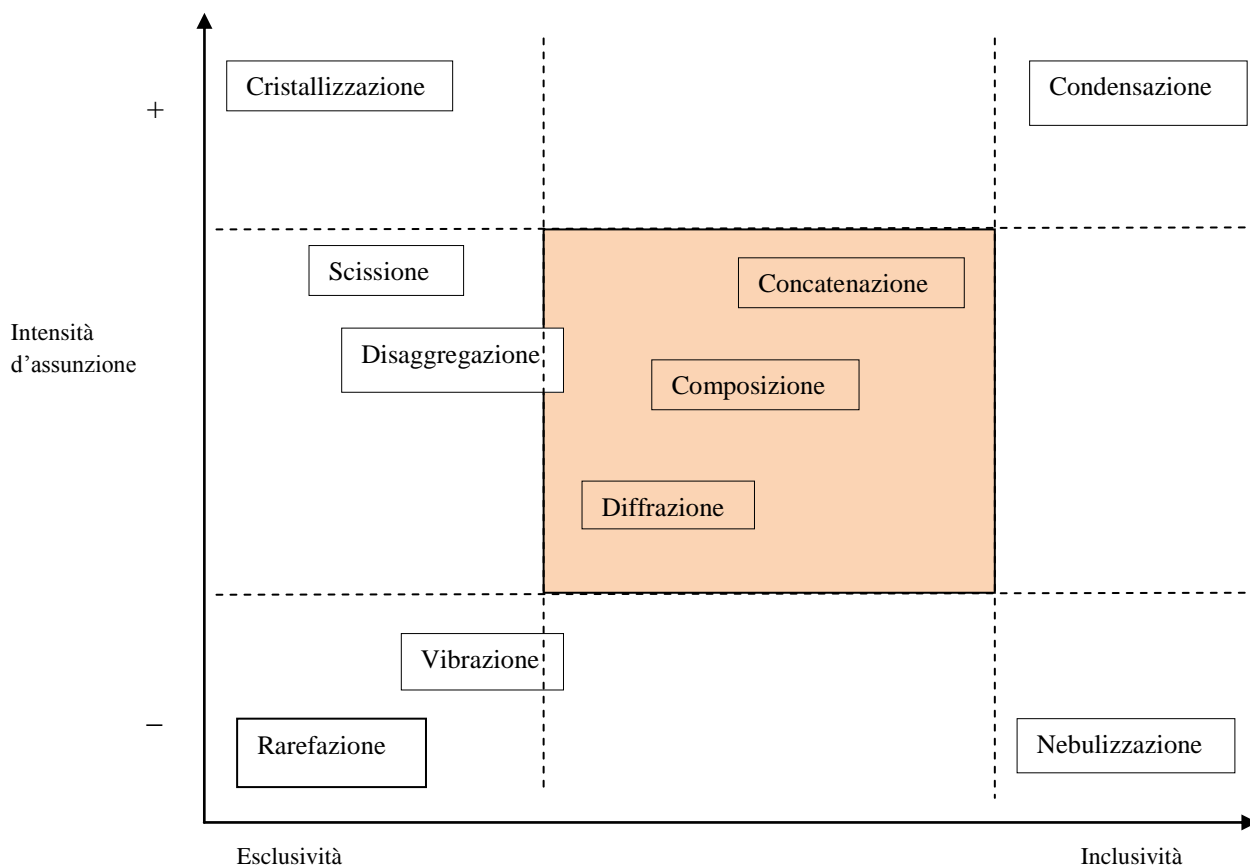 Cristallizzazione
Condensazione
+
Scissione
Concatenazione
Intensità
d’assunzione
Disaggregazione
Composizione
Diffrazione
Vibrazione
–
Rarefazione
Nebulizzazione
Esclusività
Inclusività